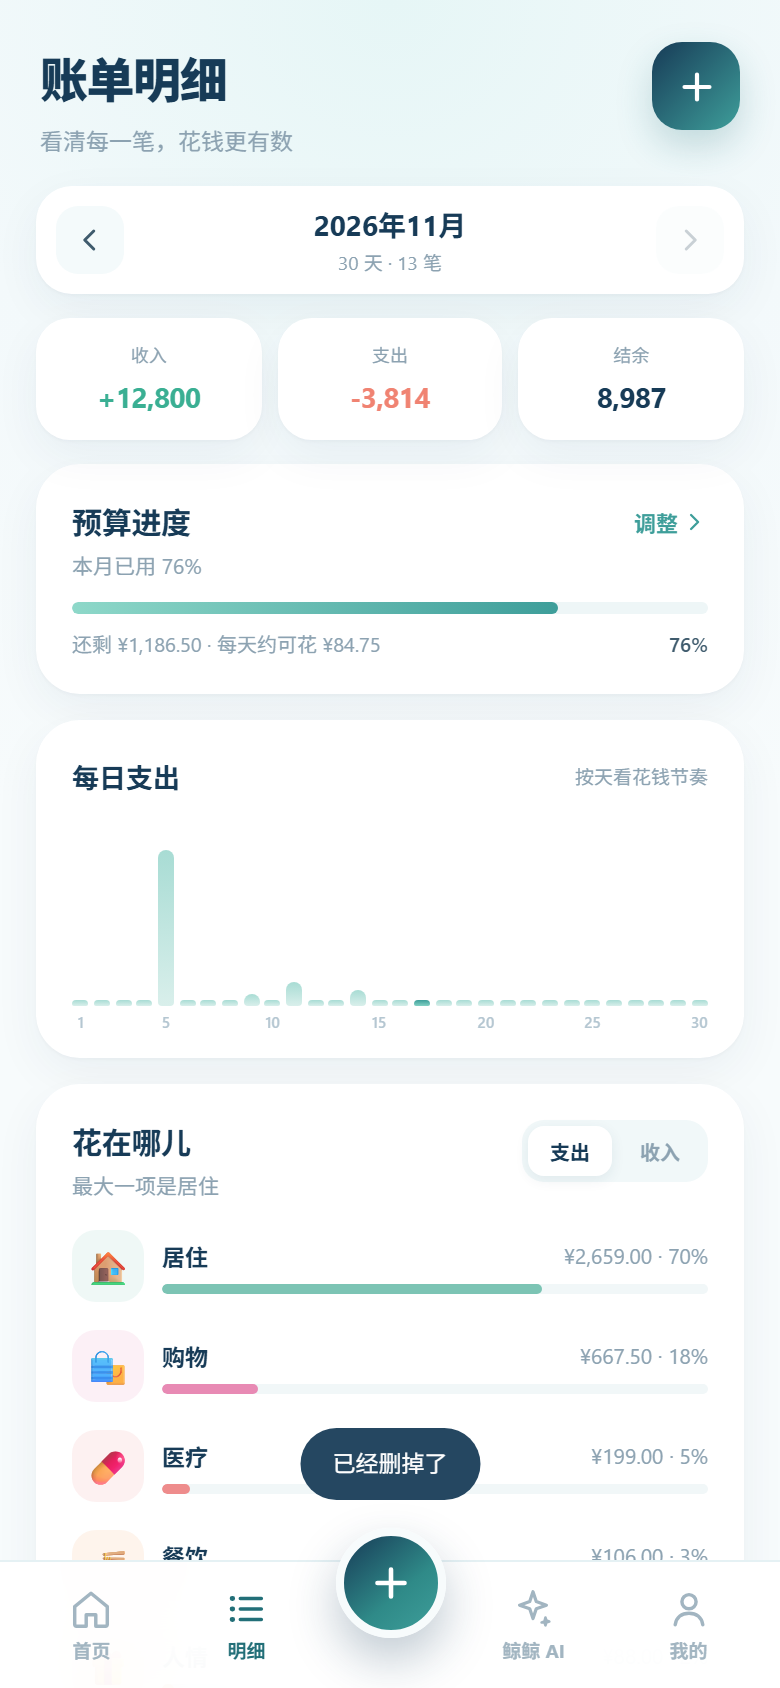 账单明细
看清每一笔，花钱更有数
2026年11月
30 天 · 13 笔
收入
+12,800
支出
-3,814
结余
8,987
预算进度
调整
本月已用 76%
还剩 ¥1,186.50 · 每天约可花 ¥84.75
76%
每日支出
按天看花钱节奏
1 5 10 15 20 25 30
花在哪儿
支出 收入
最大一项是居住
居住
¥2,659.00 · 70%
购物
¥667.50 · 18%
医疗
¥199.00 · 5%
已经删掉了
餐饮
¥106.00 · 3%
人情
首页
明细
鲸鲸 AI
我的